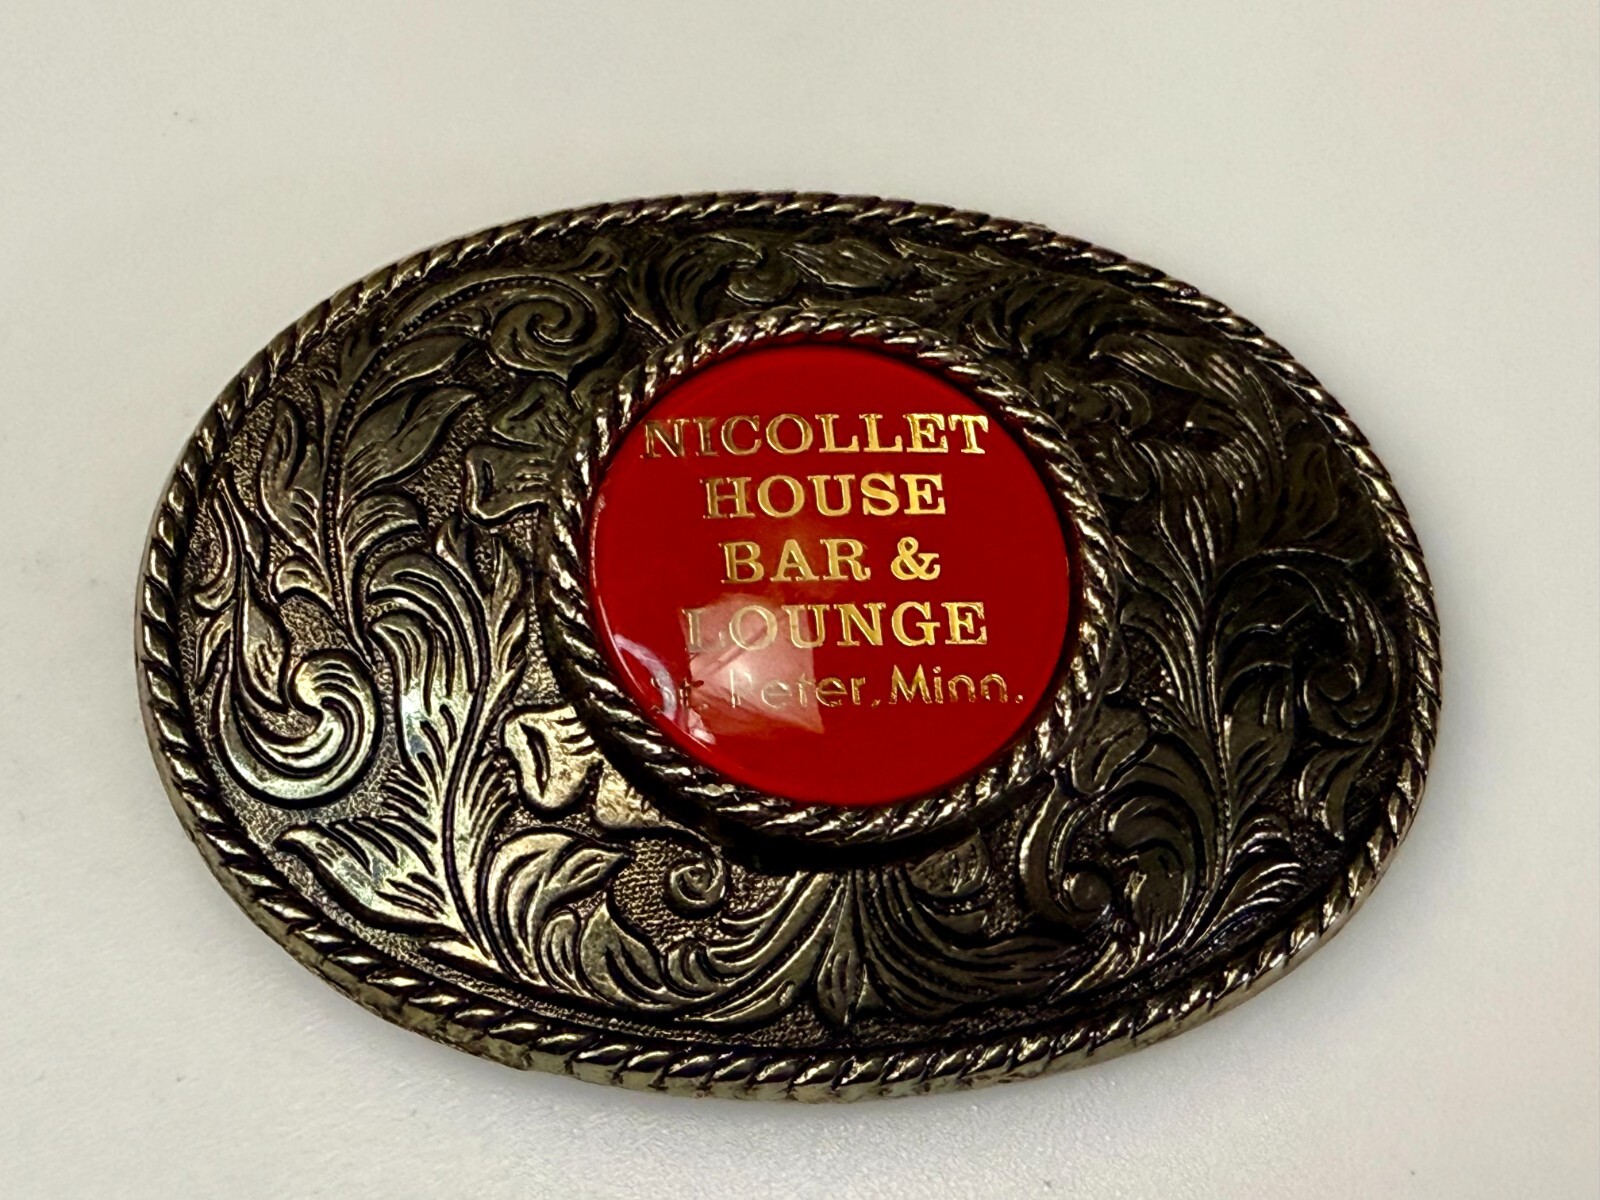 NICOLLET
HOUSE
BAR &
LOUNGE
St. Peter, Minn.